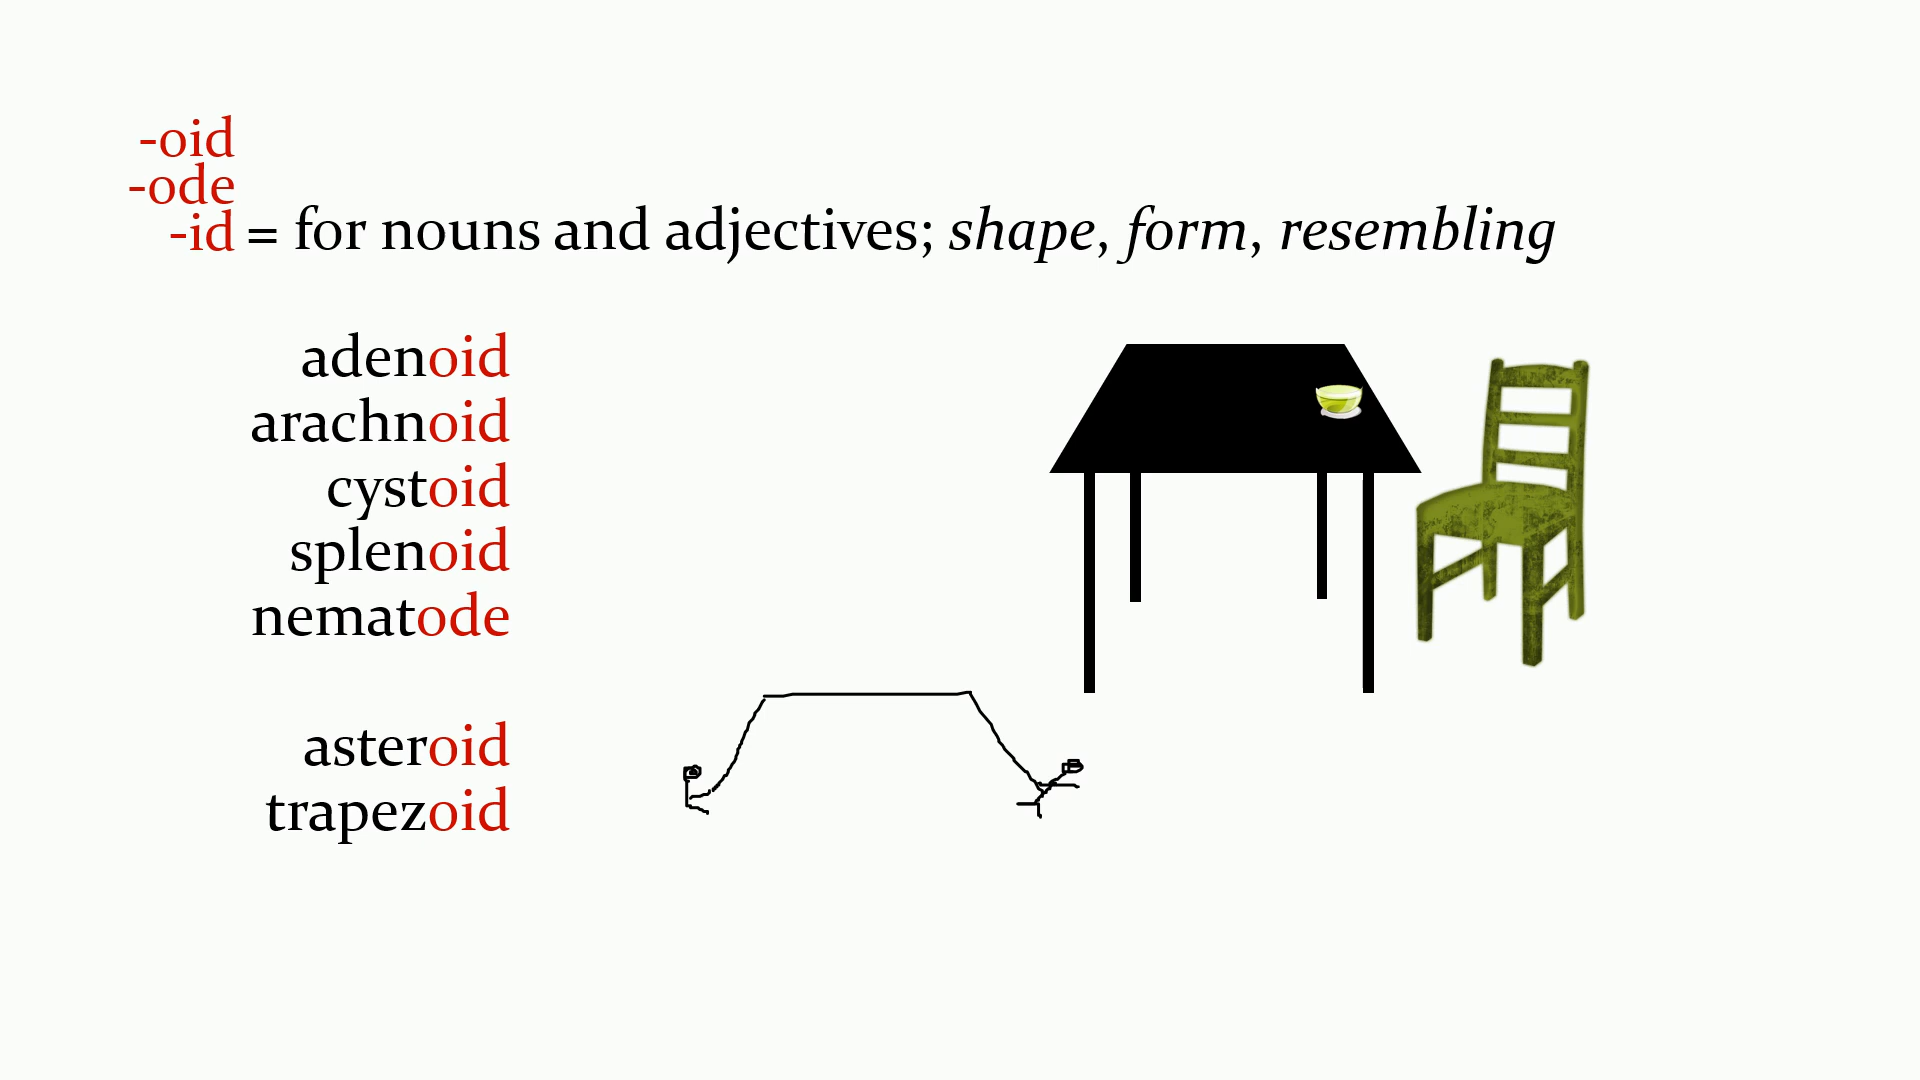 -oid
-ode
-id = for nouns and adjectives; shape, form, resembling
adenoid
arachnoid
cystoid
splenoid
nematode
asteroid
trapezoid